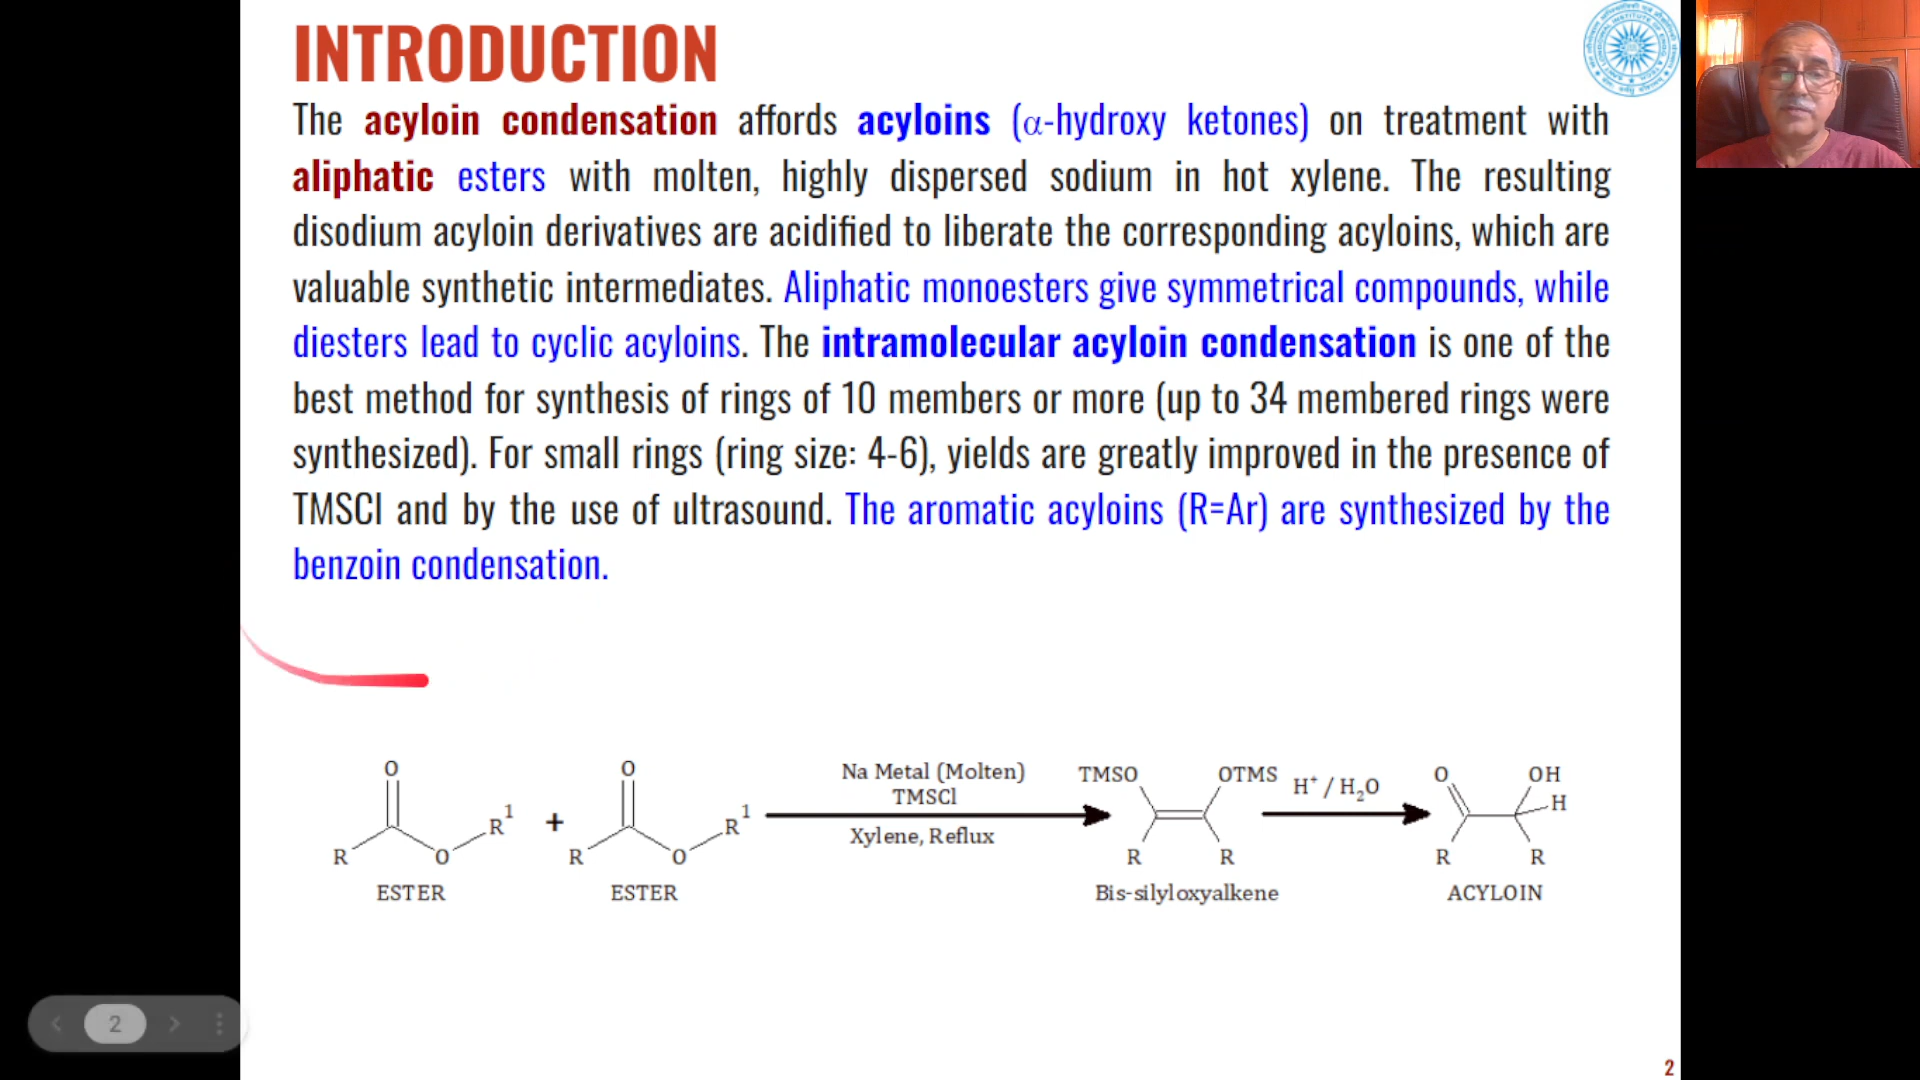 INTRODUCTION
The acyloin condensation affords acyloins (α-hydroxy ketones) on treatment with
aliphatic esters with molten, highly dispersed sodium in hot xylene. The resulting
disodium acyloin derivatives are acidified to liberate the corresponding acyloins, which are
valuable synthetic intermediates. Aliphatic monoesters give symmetrical compounds, while
diesters lead to cyclic acyloins. The intramolecular acyloin condensation is one of the
best method for synthesis of rings of 10 members or more (up to 34 membered rings were
synthesized). For small rings (ring size: 4-6), yields are greatly improved in the presence of
TMSCl and by the use of ultrasound. The aromatic acyloins (R=Ar) are synthesized by the
benzoin condensation.
O
R
O
R¹
ESTER
+
O
R
O
R¹
ESTER
Na Metal (Molten)
TMSCl
Xylene, Reflux
TMSO
OTMS
R
R
Bis-silyloxyalkene
H⁺ / H₂O
O
OH
H
R
R
ACYLOIN
2
2